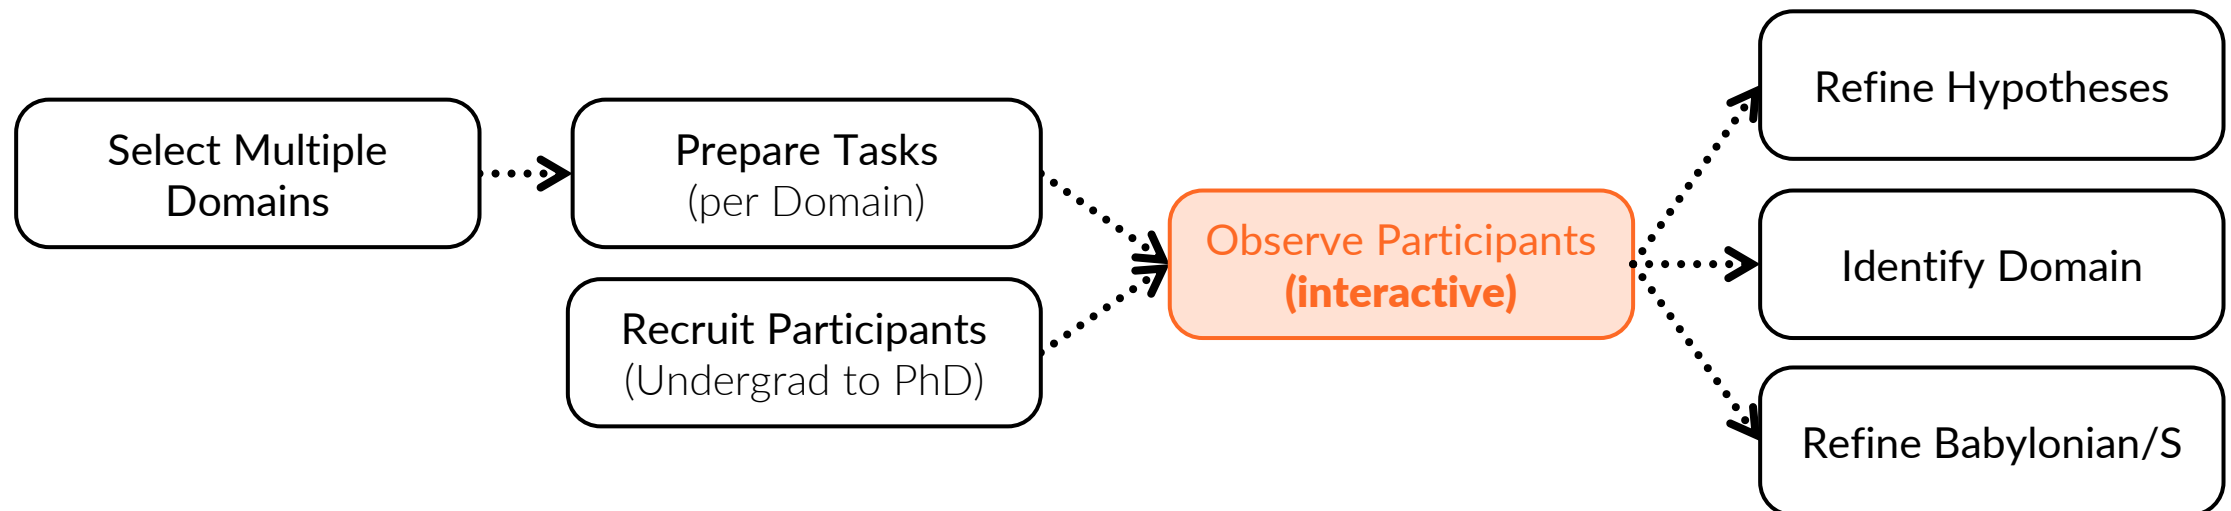 Select Multiple
Domains
Prepare Tasks
(per Domain)
Recruit Participants
(Undergrad to PhD)
Observe Participants
(interactive)
Refine Hypotheses
Identify Domain
Refine Babylonian/S